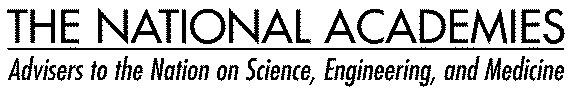 THE NATIONAL ACADEMIES
Advisers to the Nation on Science, Engineering, and Medicine